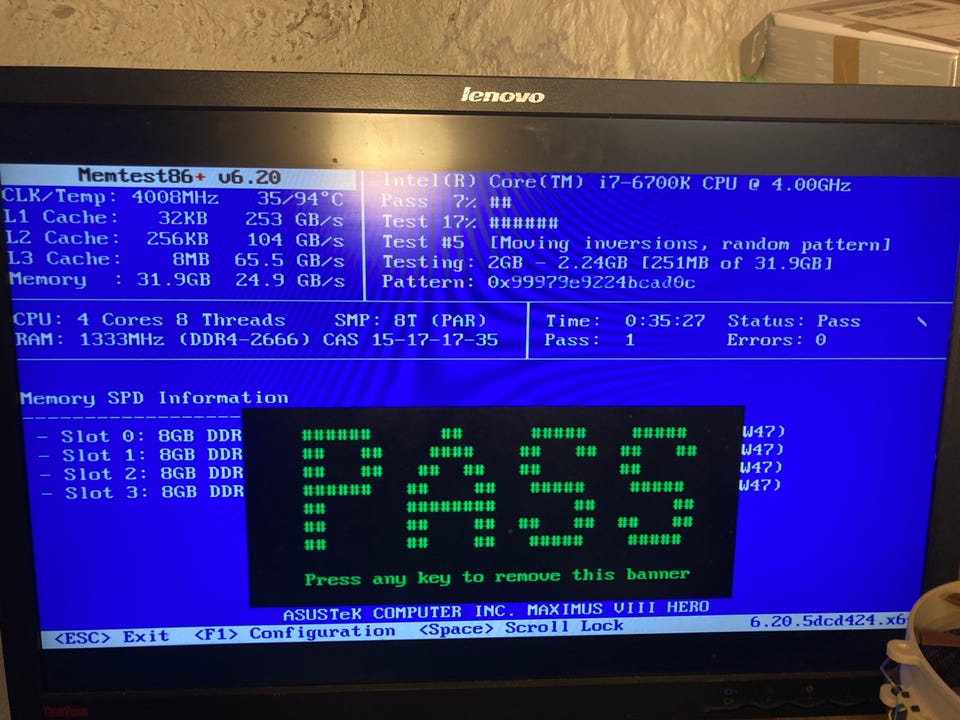 lenovo
Memtest86+ v6.20
Intel(R) Core(TM) i7-6700K CPU @ 4.00GHz
CLK/Temp: 4008MHz 35/94°C
Pass 7% ##
L1 Cache: 32KB 253 GB/s
Test 17% ######
L2 Cache: 256KB 104 GB/s
Test #5 [Moving inversions, random pattern]
L3 Cache: 8MB 65.5 GB/s
Testing: 2GB - 2.24GB [251MB of 31.9GB]
Memory : 31.9GB 24.9 GB/s
Pattern: 0x99979e9224bcad0c
CPU: 4 Cores 8 Threads SMP: 8T (PAR)
Time: 0:35:27 Status: Pass \
RAM: 1333MHz (DDR4-2666) CAS 15-17-17-35
Pass: 1 Errors: 0
Memory SPD Information
- Slot 0: 8GB DDR W47)
- Slot 1: 8GB DDR W47)
- Slot 2: 8GB DDR W47)
- Slot 3: 8GB DDR W47)
PASS
Press any key to remove this banner
ASUSTeK COMPUTER INC. MAXIMUS VIII HERO
<ESC> Exit <F1> Configuration <Space> Scroll Lock 6.20.5dcd424.x6
ThinkVision